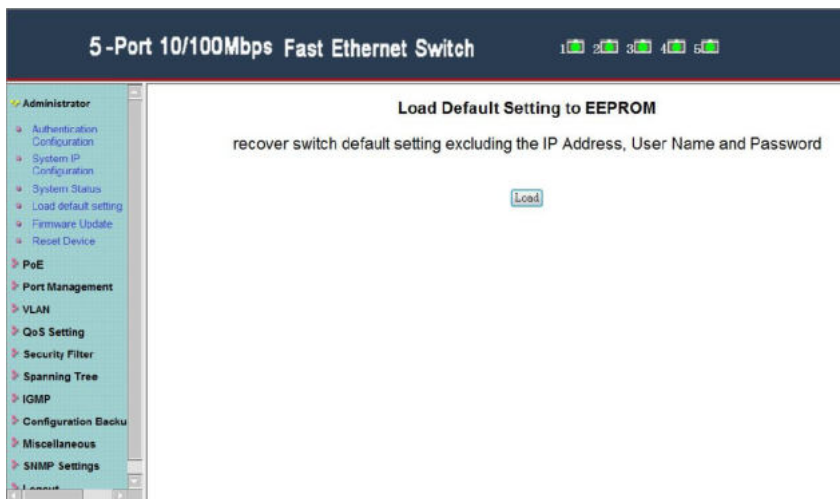 5-Port 10/100Mbps Fast Ethernet Switch
1 2 3 4 5
Administrator
Authentication
Configuration
System IP
Configuration
System Status
Load default setting
Firmware Update
Reset Device
PoE
Port Management
VLAN
QoS Setting
Security Filter
Spanning Tree
IGMP
Configuration Backu
Miscellaneous
SNMP Settings
Logout
Load Default Setting to EEPROM
recover switch default setting excluding the IP Address, User Name and Password
Load